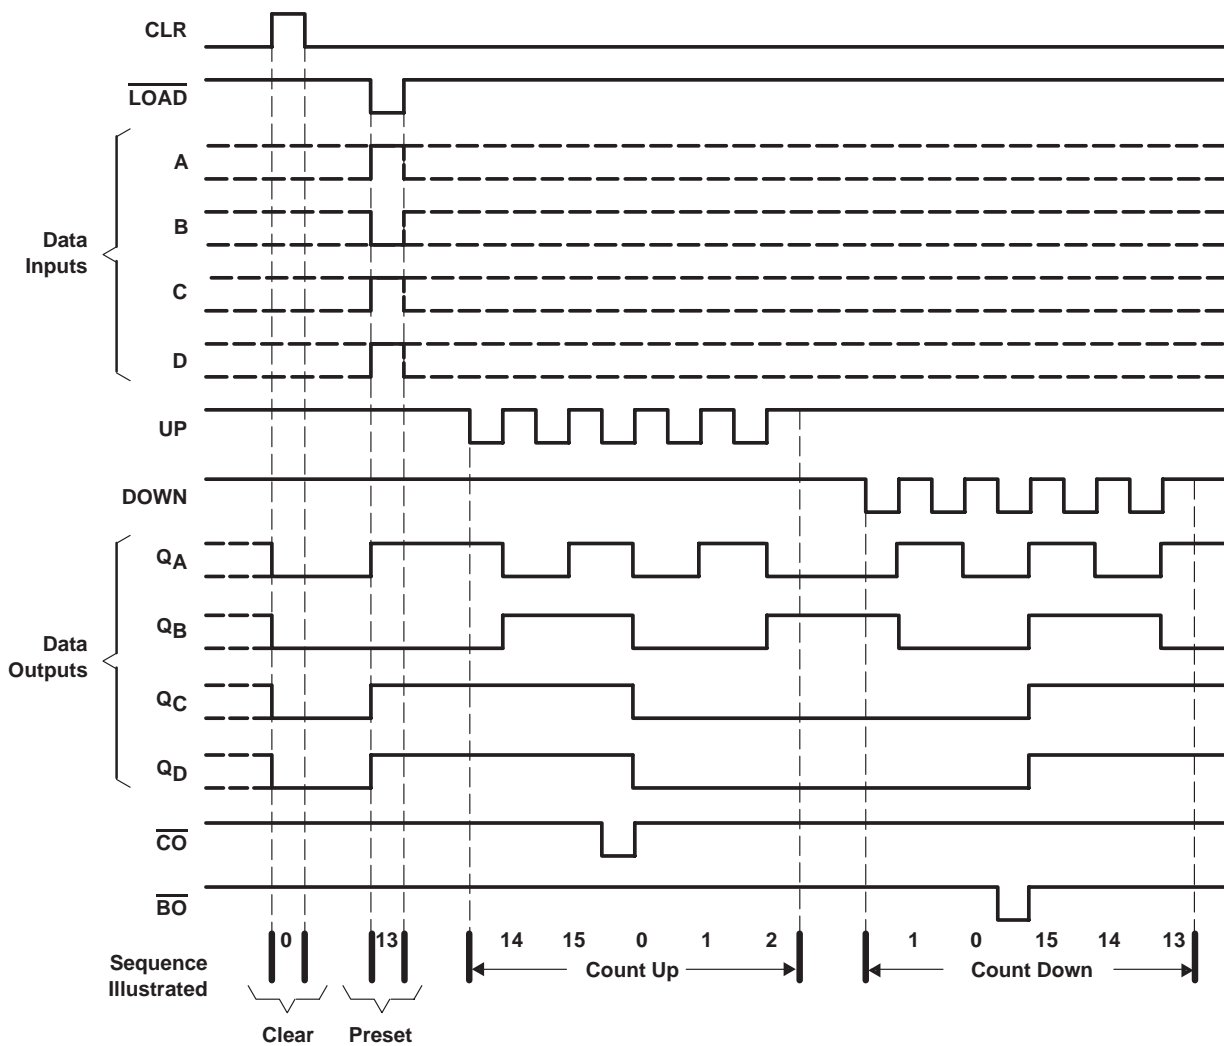 CLR
LOAD
A
B
Data
Inputs
C
D
UP
DOWN
QA
QB
Data
Outputs
QC
QD
CO
BO
0 13 14 15 0 1 2 1 0 15 14 13
Sequence
Illustrated
Count Up Count Down
Clear Preset